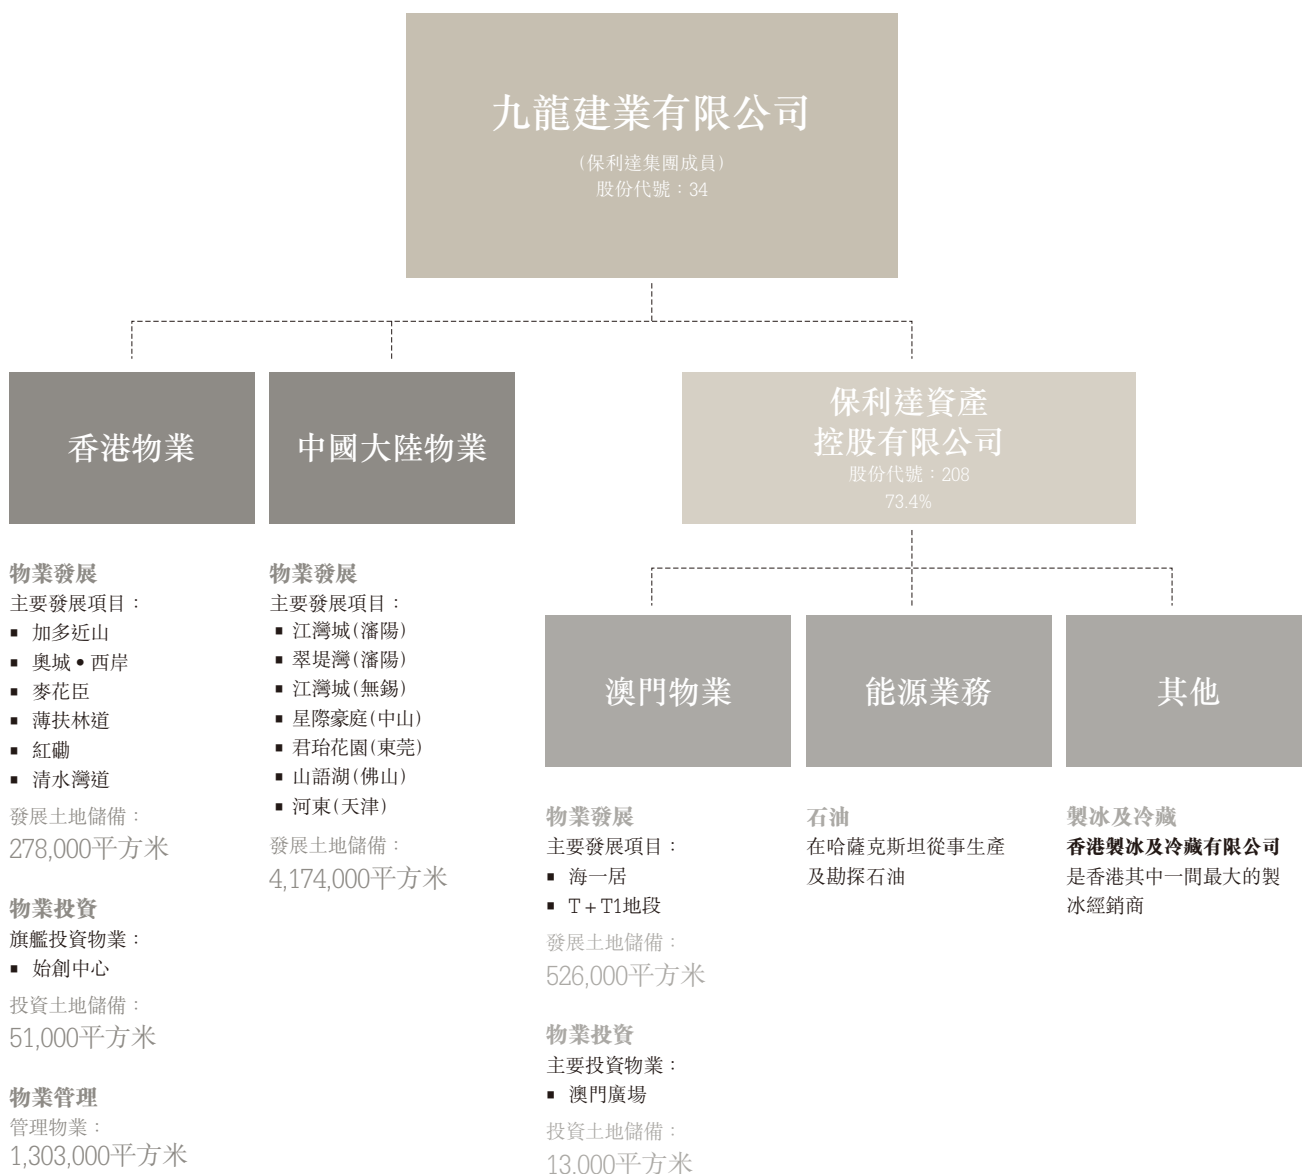 九龍建業有限公司
(保利達集團成員)
股份代號：34
香港物業
中國大陸物業
保利達資產
控股有限公司
股份代號：208
73.4%
物業發展
主要發展項目：
▪ 加多近山
▪ 奧城•西岸
▪ 麥花臣
▪ 薄扶林道
▪ 紅磡
▪ 清水灣道
發展土地儲備：
278,000平方米
物業投資
旗艦投資物業：
▪ 始創中心
投資土地儲備：
51,000平方米
物業管理
管理物業：
1,303,000平方米
物業發展
主要發展項目：
▪ 江灣城(瀋陽)
▪ 翠堤灣(瀋陽)
▪ 江灣城(無錫)
▪ 星際豪庭(中山)
▪ 君珆花園(東莞)
▪ 山語湖(佛山)
▪ 河東(天津)
發展土地儲備：
4,174,000平方米
澳門物業
能源業務
其他
物業發展
主要發展項目：
▪ 海一居
▪ T + T1地段
發展土地儲備：
526,000平方米
物業投資
主要投資物業：
▪ 澳門廣場
投資土地儲備：
13,000平方米
石油
在哈薩克斯坦從事生產
及勘探石油
製冰及冷藏
香港製冰及冷藏有限公司
是香港其中一間最大的製
冰經銷商